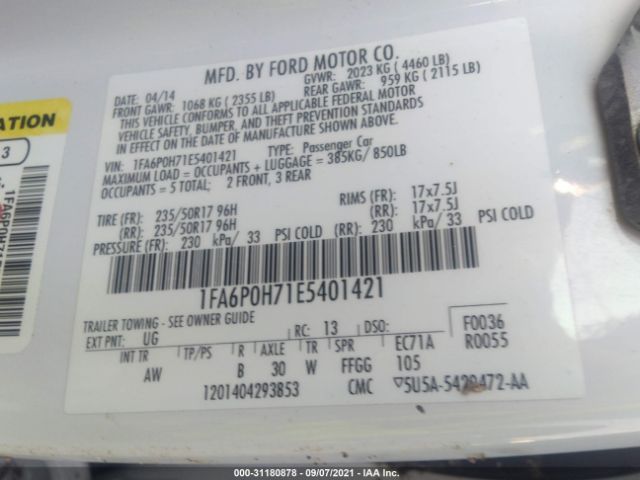 MFD. BY FORD MOTOR CO.
DATE: 04/14 GVWR: 2023 KG ( 4460 LB)
FRONT GAWR: 1068 KG ( 2355 LB) REAR GAWR: 959 KG ( 2115 LB)
THIS VEHICLE CONFORMS TO ALL APPLICABLE FEDERAL MOTOR
VEHICLE SAFETY, BUMPER, AND THEFT PREVENTION STANDARDS
IN EFFECT ON THE DATE OF MANUFACTURE SHOWN ABOVE.
VIN: 1FA6P0H71E5401421 TYPE: Passenger Car
MAXIMUM LOAD = OCCUPANTS + LUGGAGE = 385KG/ 850LB
OCCUPANTS = 5 TOTAL; 2 FRONT, 3 REAR
TIRE (FR): 235/50R17 96H RIMS (FR): 17x7.5J
(RR): 235/50R17 96H (RR): 17x7.5J
PRESSURE (FR): 230 kPa/ 33 PSI COLD (RR): 230 kPa/ 33 PSI COLD
1FA6P0H71E5401421
TRAILER TOWING - SEE OWNER GUIDE
EXT PNT: UG RC: 13 DSO: F0036
INT TR TP/PS R AXLE TR SPR EC71A R0055
AW B 30 W FFGG 105
1201404293853 CMC ▽5U5A-5420472-AA
ATION
3
000-31180878 - 09/07/2021 - IAA Inc.